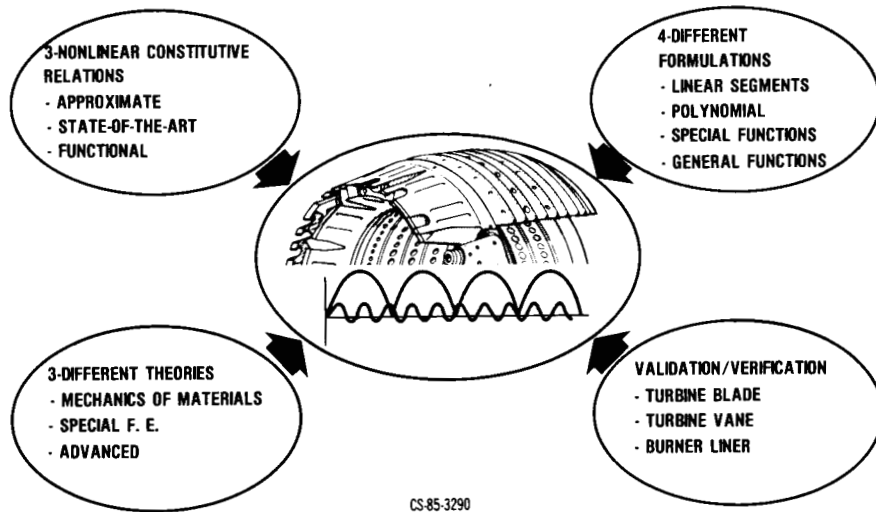 3-NONLINEAR CONSTITUTIVE
RELATIONS
- APPROXIMATE
- STATE-OF-THE-ART
- FUNCTIONAL
4-DIFFERENT
FORMULATIONS
- LINEAR SEGMENTS
- POLYNOMIAL
- SPECIAL FUNCTIONS
- GENERAL FUNCTIONS
3-DIFFERENT THEORIES
- MECHANICS OF MATERIALS
- SPECIAL F. E.
- ADVANCED
VALIDATION/VERIFICATION
- TURBINE BLADE
- TURBINE VANE
- BURNER LINER
CS-85-3290